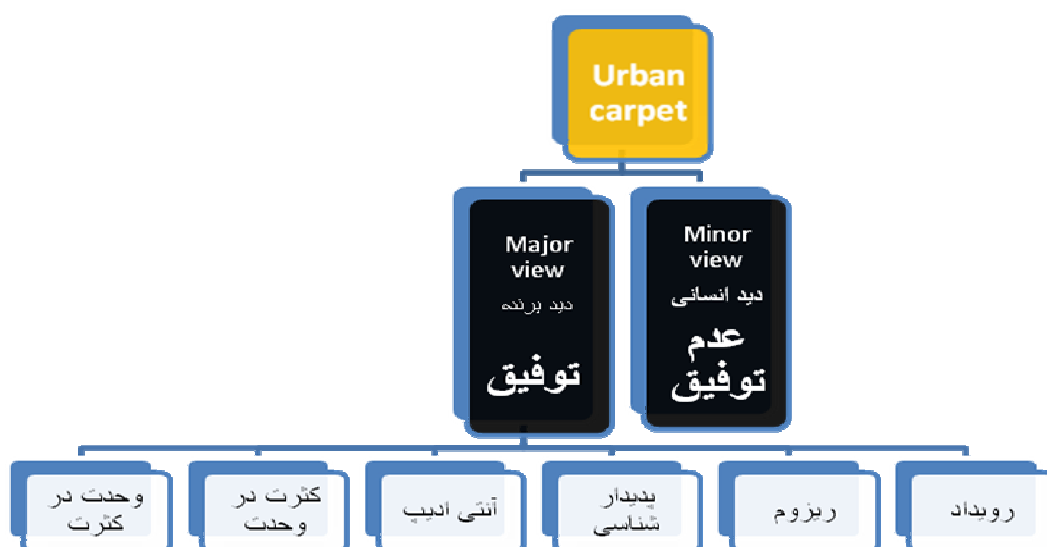 Urban
carpet
Major
view
دید پرنده
توفیق
Minor
view
دید انسانی
عدم
توفیق
وحدت در
کثرت
کثرت در
وحدت
آنتی ادیپ
پدیدار
شناسی
ریزوم
رویداد